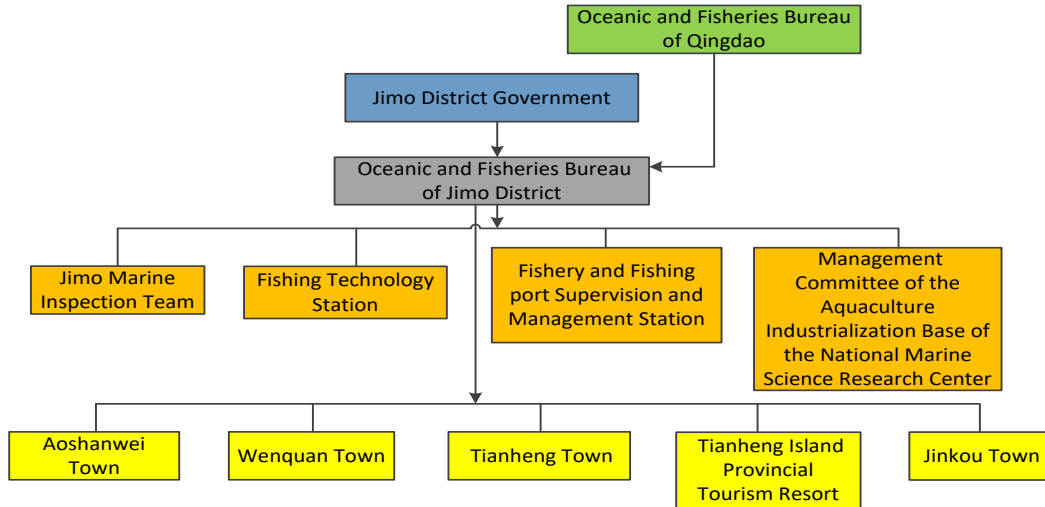 Oceanic and Fisheries Bureau
of Qingdao
Jimo District Government
Oceanic and Fisheries Bureau
of Jimo District
Jimo Marine
Inspection Team
Fishing Technology
Station
Fishery and Fishing
port Supervision and
Management Station
Management
Committee of the
Aquaculture
Industrialization Base of
the National Marine
Science Research Center
Aoshanwei
Town
Wenquan Town
Tianheng Town
Tianheng Island
Provincial
Tourism Resort
Jinkou Town